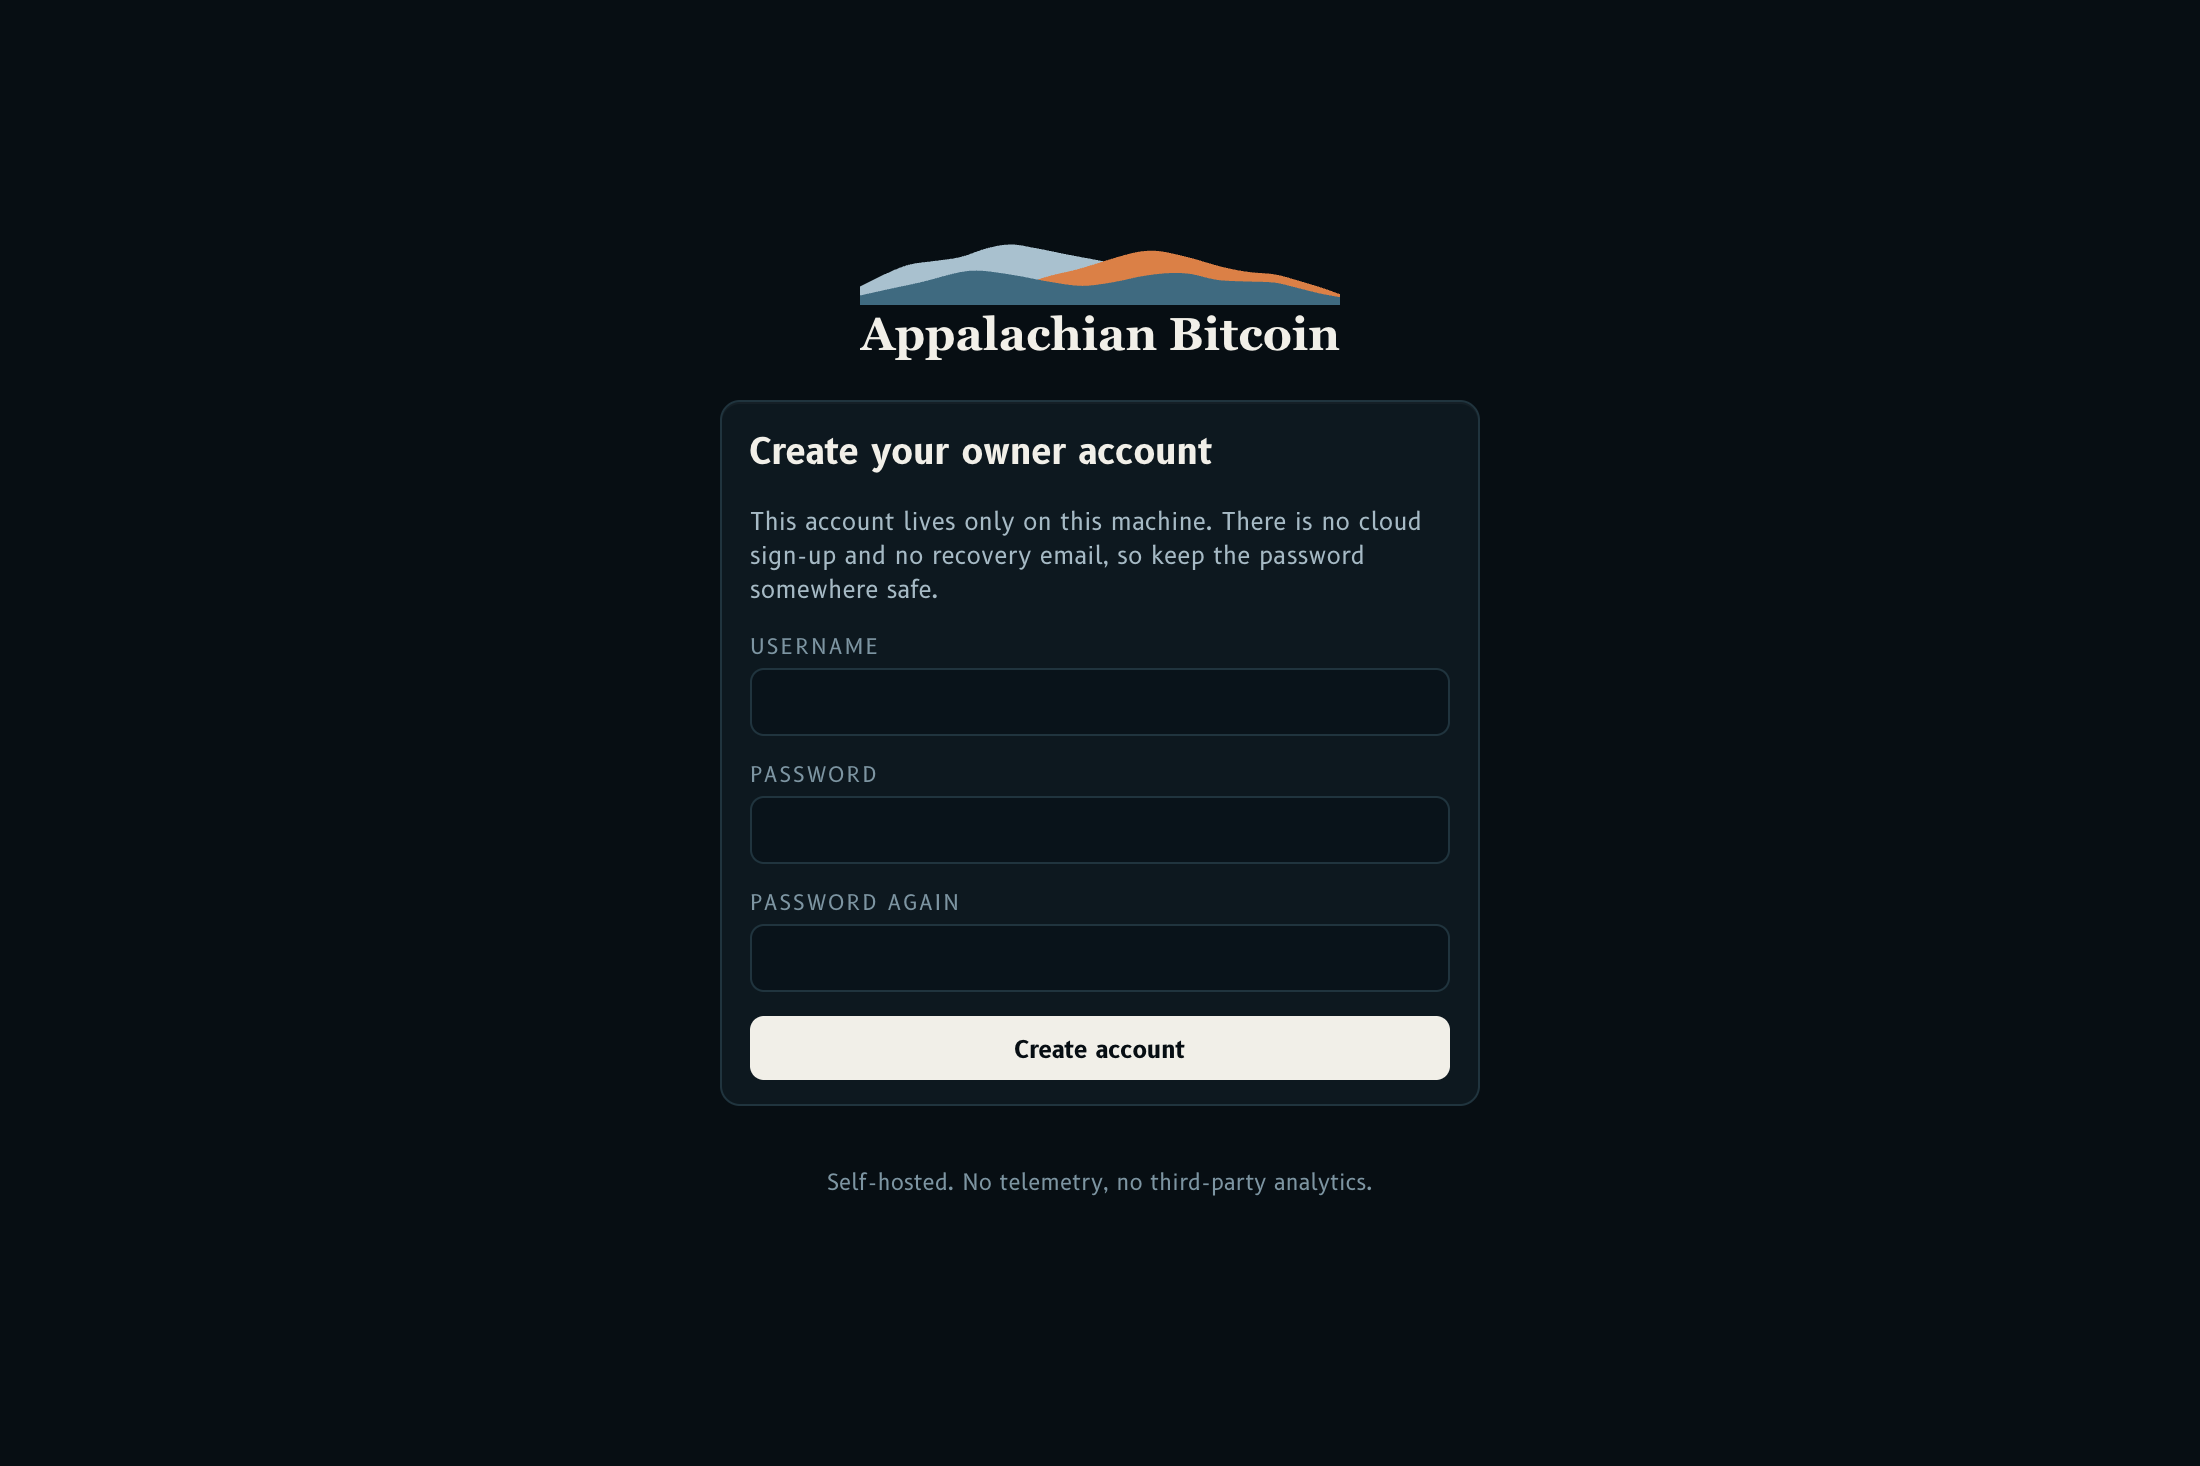 Appalachian Bitcoin
Create your owner account
This account lives only on this machine. There is no cloud
sign-up and no recovery email, so keep the password
somewhere safe.
USERNAME
PASSWORD
PASSWORD AGAIN
Create account
Self-hosted. No telemetry, no third-party analytics.